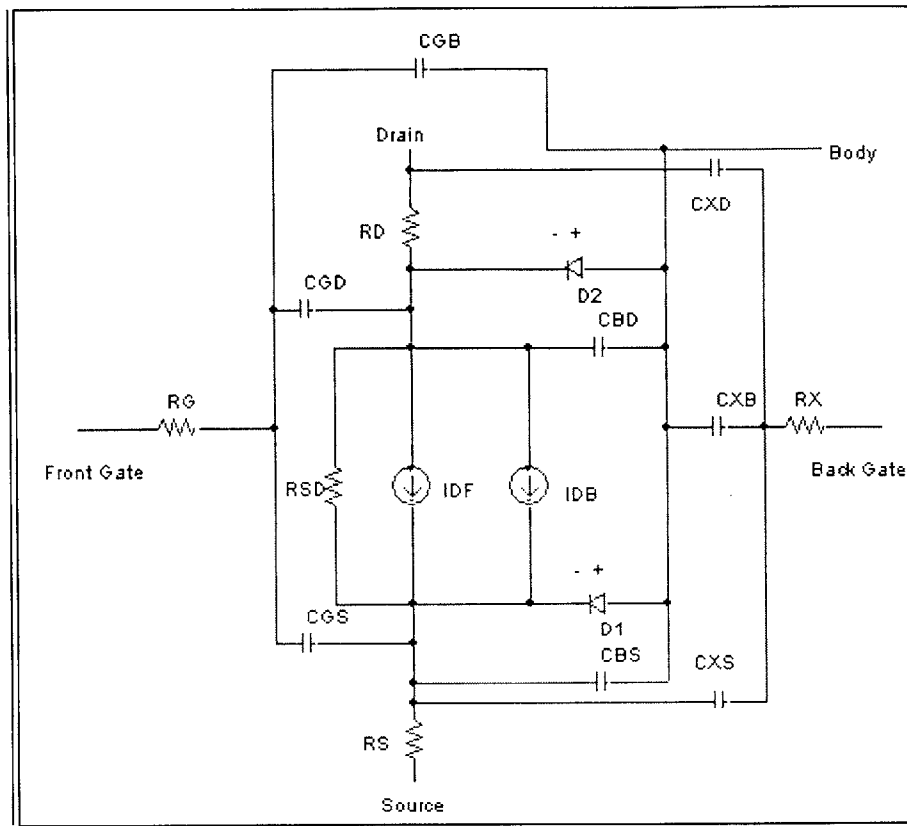 CGB
Drain
Body
CXD
RD
- +
D2
CGD
CBD
RG
CXB
RX
Front Gate
Back Gate
RSD
IDF
IDB
- +
CGS
D1
CBS
CXS
RS
Source